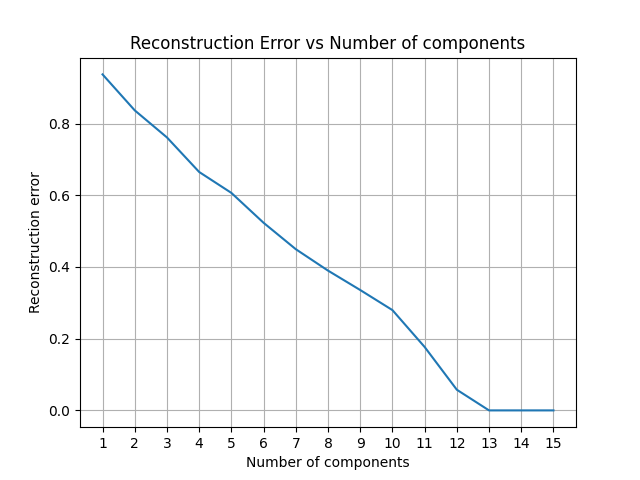 Reconstruction Error vs Number of components
Reconstruction error
0.8
0.6
0.4
0.2
0.0
1 2 3 4 5 6 7 8 9 10 11 12 13 14 15
Number of components